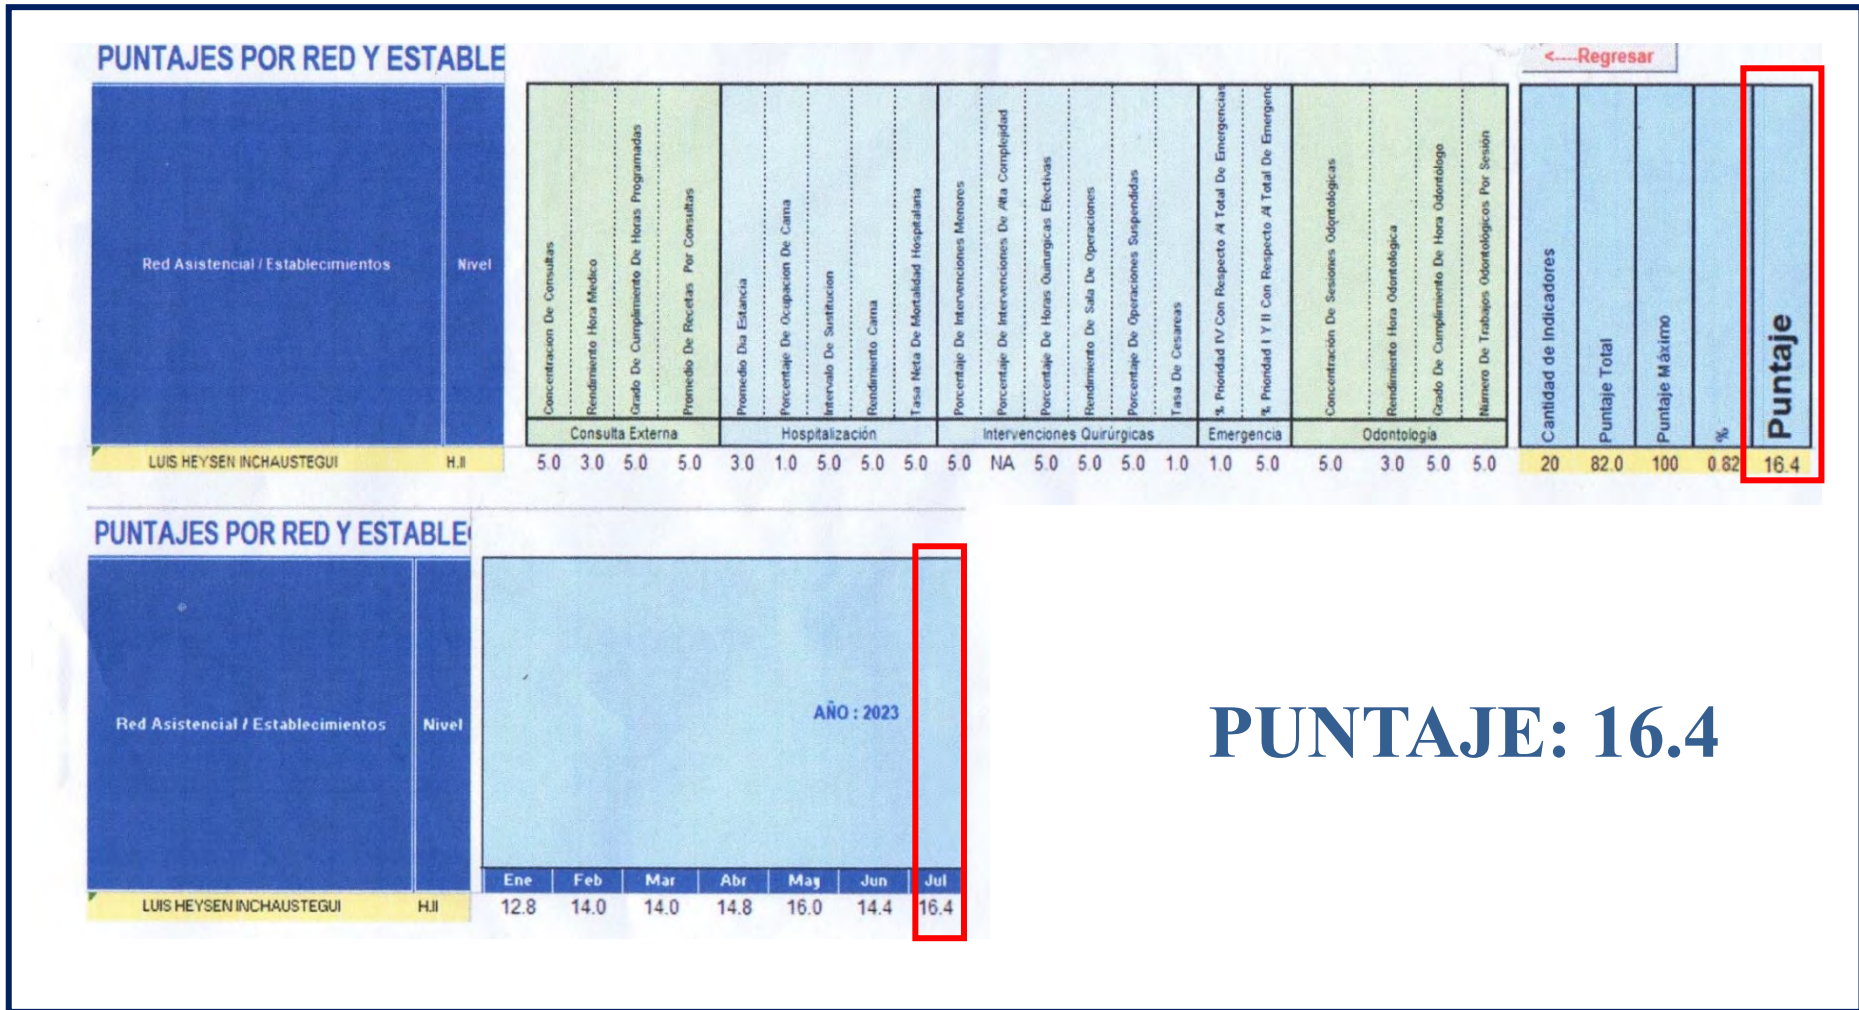 PUNTAJES POR RED Y ESTABLE
<----Regresar
Red Asistencial / Establecimientos
Nivel
Concentracion De Consultas
Rendimiento Hora Medico
Grado De Cumplimiento De Horas Programadas
Promedio De Recetas Por Consultas
Promedio Dia Estancia
Porcentaje De Ocupacion De Cama
Intervalo De Sustitucion
Rendimiento Cama
Tasa Neta De Mortalidad Hospitalaria
Porcentaje De Intervenciones Menores
Porcentaje De Intervenciones De Alta Complejidad
Porcentaje De Horas Quirurgicas Efectivas
Rendimiento De Sala De Operaciones
Porcentaje De Operaciones Suspendidas
Tasa De Cesareas
% Prioridad IV Con Respecto Al Total De Emergencias
% Prioridad I Y II Con Respecto Al Total De Emergenc
Concentración De Sesiones Odontológicas
Rendimiento Hora Odontologica
Grado De Cumplimiento De Hora Odontólogo
Numero De Trabajos Odontologicos Por Sesión
Cantidad de Indicadores
Puntaje Total
Puntaje Máximo
%
Puntaje
Consulta Externa
Hospitalización
Intervenciones Quirúrgicas
Emergencia
Odontología
LUIS HEYSEN INCHAUSTEGUI H.II 5.0 3.0 5.0 5.0 3.0 1.0 5.0 5.0 5.0 5.0 NA 5.0 5.0 5.0 1.0 1.0 5.0 5.0 3.0 5.0 5.0 20 82.0 100 0.82 16.4
PUNTAJES POR RED Y ESTABLE
Red Asistencial / Establecimientos
Nivel
AÑO : 2023
Ene Feb Mar Abr May Jun Jul
LUIS HEYSEN INCHAUSTEGUI H.II 12.8 14.0 14.0 14.8 16.0 14.4 16.4
PUNTAJE: 16.4